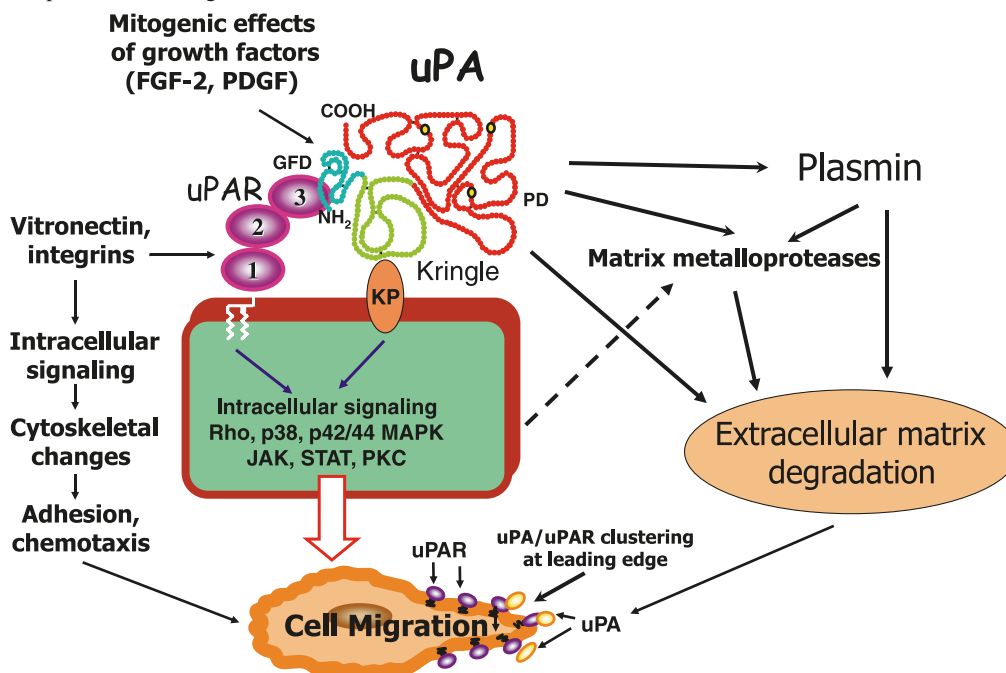 Mitogenic effects
of growth factors
(FGF-2, PDGF)
uPA
COOH
GFD
uPAR
3
2
1
NH2
PD
Plasmin
Vitronectin,
integrins
Kringle
KP
Matrix metalloproteases
Intracellular
signaling
Cytoskeletal
changes
Adhesion,
chemotaxis
Intracellular signaling
Rho, p38, p42/44 MAPK
JAK, STAT, PKC
Extracellular matrix
degradation
uPAR
uPA/uPAR clustering
at leading edge
Cell Migration
uPA